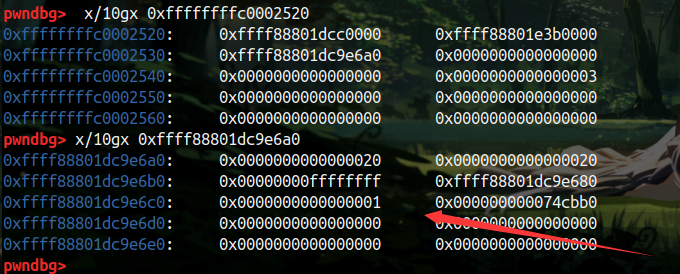 pwndbg> x/10gx 0xffffffffc0002520
0xffffffffc0002520: 0xffff88801dcc0000 0xffff88801e3b0000
0xffffffffc0002530: 0xffff88801dc9e6a0 0x0000000000000000
0xffffffffc0002540: 0x0000000000000000 0x0000000000000003
0xffffffffc0002550: 0x0000000000000000 0x0000000000000000
0xffffffffc0002560: 0x0000000000000000 0x0000000000000000
pwndbg> x/10gx 0xffff88801dc9e6a0
0xffff88801dc9e6a0: 0x0000000000000020 0x0000000000000020
0xffff88801dc9e6b0: 0x00000000ffffffff 0xffff88801dc9e680
0xffff88801dc9e6c0: 0x0000000000000001 0x000000000074cbb0
0xffff88801dc9e6d0: 0x0000000000000000 0x0000000000000000
0xffff88801dc9e6e0: 0x0000000000000000 0x0000000000000000
pwndbg>